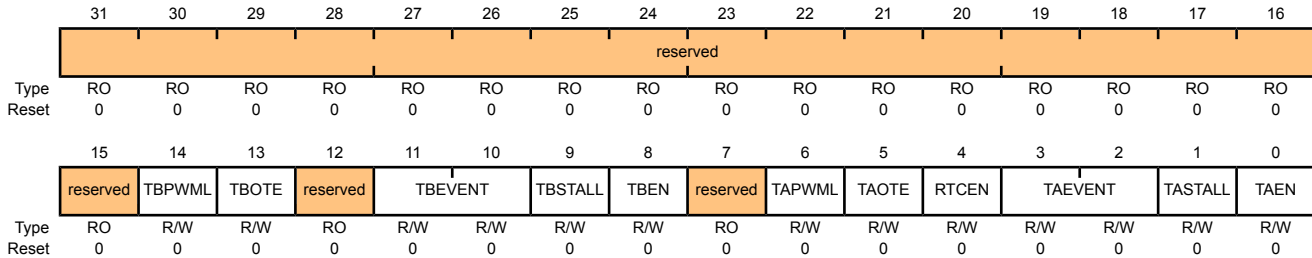 31 30 29 28 27 26 25 24 23 22 21 20 19 18 17 16
reserved
Type RO RO RO RO RO RO RO RO RO RO RO RO RO RO RO RO
Reset 0 0 0 0 0 0 0 0 0 0 0 0 0 0 0 0
15 14 13 12 11 10 9 8 7 6 5 4 3 2 1 0
reserved TBPWML TBOTE reserved TBEVENT TBSTALL TBEN reserved TAPWML TAOTE RTCEN TAEVENT TASTALL TAEN
Type RO R/W R/W RO R/W R/W R/W R/W RO R/W R/W R/W R/W R/W R/W R/W
Reset 0 0 0 0 0 0 0 0 0 0 0 0 0 0 0 0